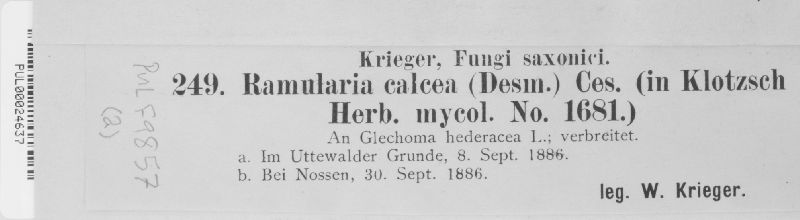 Krieger, Fungi saxonici.
249. Ramularia calcea (Desm.) Ces. (in Klotzsch
Herb. mycol. No. 1681.)
An Glechoma hederacea L.; verbreitet.
a. Im Uttewalder Grunde, 8. Sept. 1886.
b. Bei Nossen, 30. Sept. 1886.
leg. W. Krieger.
PUL F9857
(a)
PUL00024637